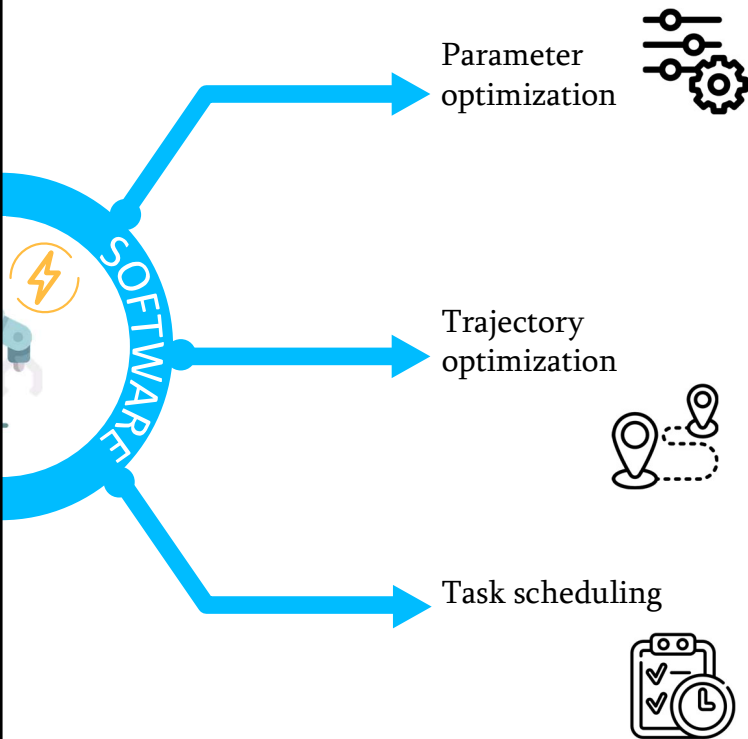 Parameter
optimization
SOFTWARE
Trajectory
optimization
Task scheduling